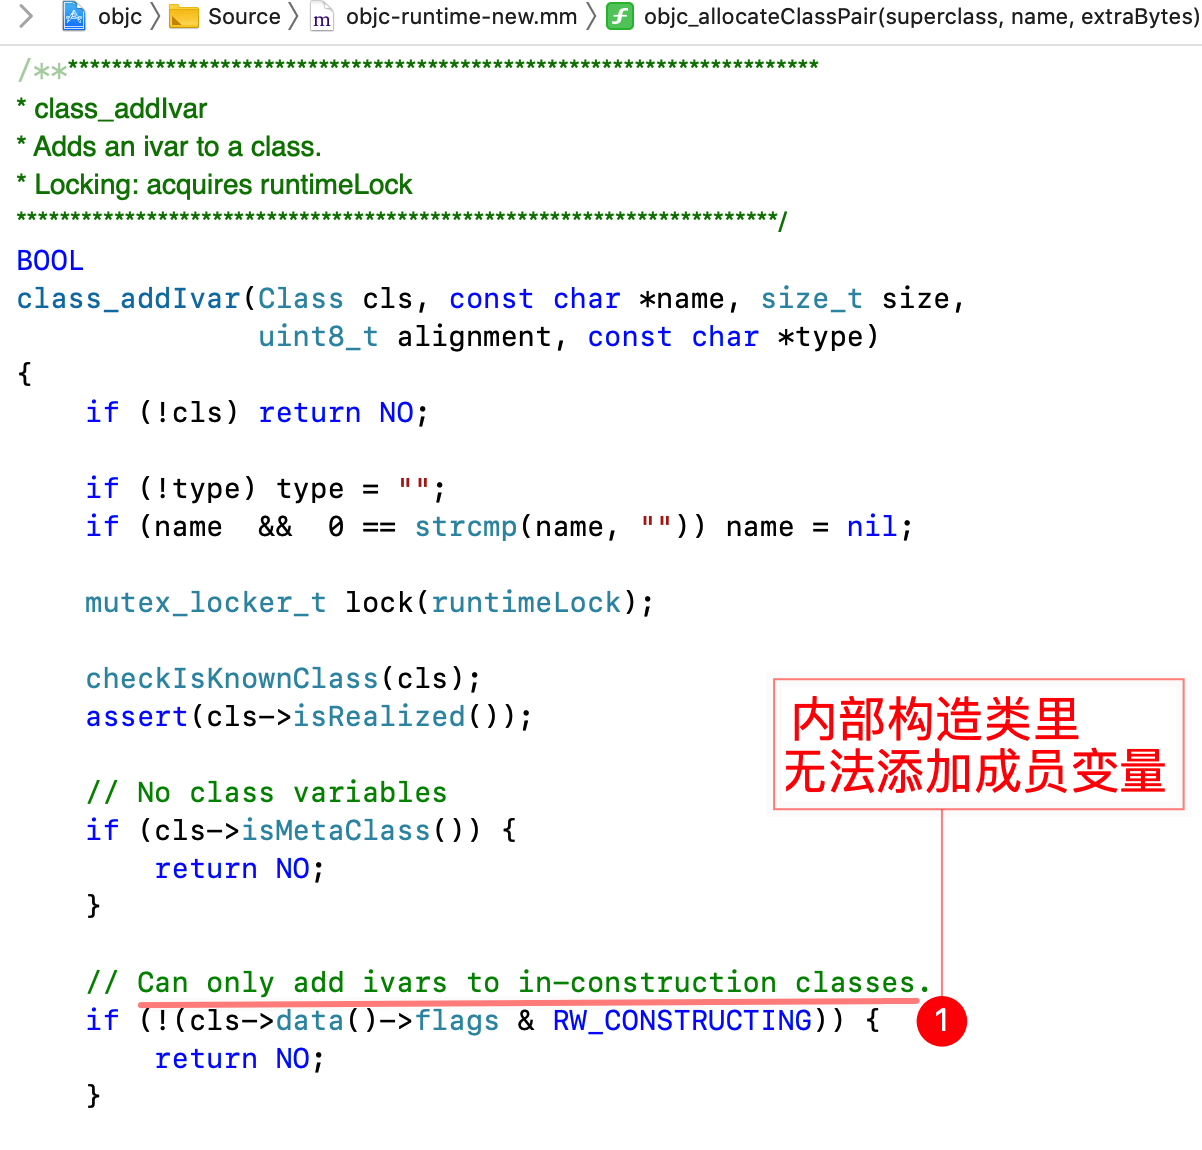 objc Source objc-runtime-new.mm objc_allocateClassPair(superclass, name, extraBytes)
/**********************************************************************
* class_addIvar
* Adds an ivar to a class.
* Locking: acquires runtimeLock
**********************************************************************/
BOOL
class_addIvar(Class cls, const char *name, size_t size,
              uint8_t alignment, const char *type)
{
    if (!cls) return NO;

    if (!type) type = "";
    if (name  &&  0 == strcmp(name, "")) name = nil;

    mutex_locker_t lock(runtimeLock);

    checkIsKnownClass(cls);
    assert(cls->isRealized());

内部构造类里
无法添加成员变量
    // No class variables
    if (cls->isMetaClass()) {
        return NO;
    }

    // Can only add ivars to in-construction classes.
    if (!(cls->data()->flags & RW_CONSTRUCTING)) {
1
        return NO;
    }